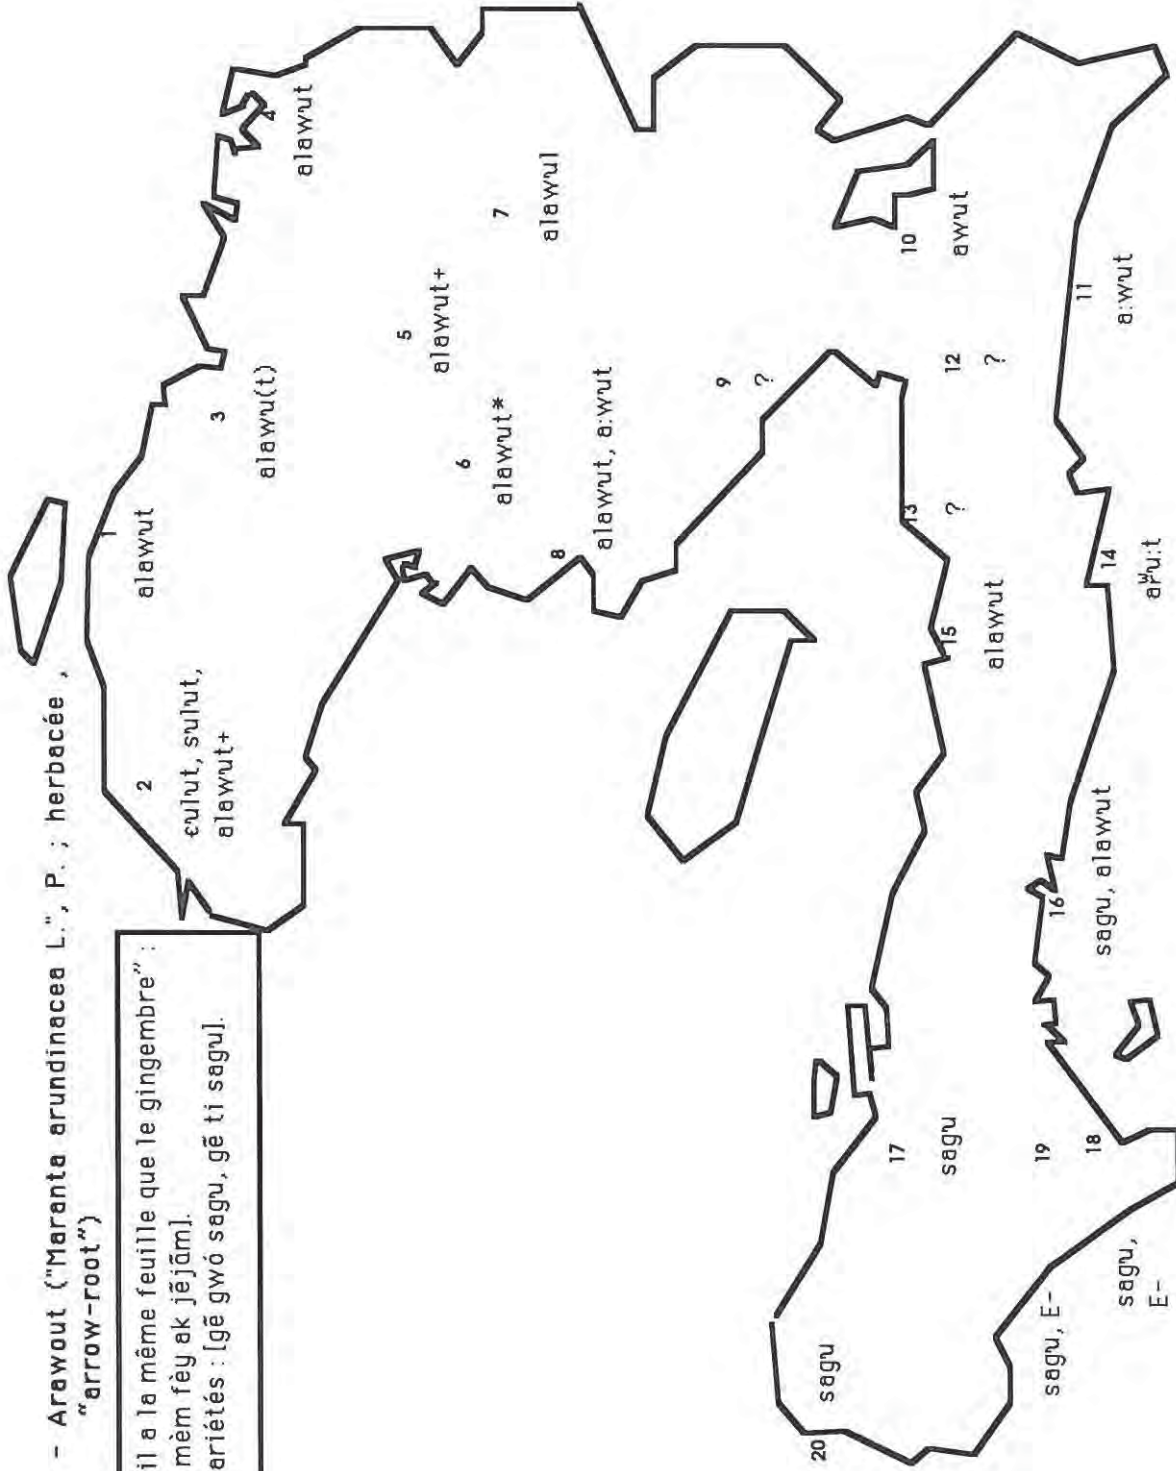 - Arawout ("Maranta arundinacea L.", P. ; herbacée ,
"arrow-root")
il a la même feuille que le gingembre" :
mèm fèy ak jẽjãm].
ariétés : [gẽ gwó sagu, gẽ ti sagu].
1
alawut
2
ɛulut, sulut,
alawut+
3
alawu(t)
4
alawut
5
alawut+
6
alawut*
7
alawul
8
alawut, a:wut
9
?
10
awut
11
a:wut
12
?
13
?
14
15
alawut
16
sagu, alawut
17
sagu
18
sagu,
E-
19
sagu, E-
20
sagu